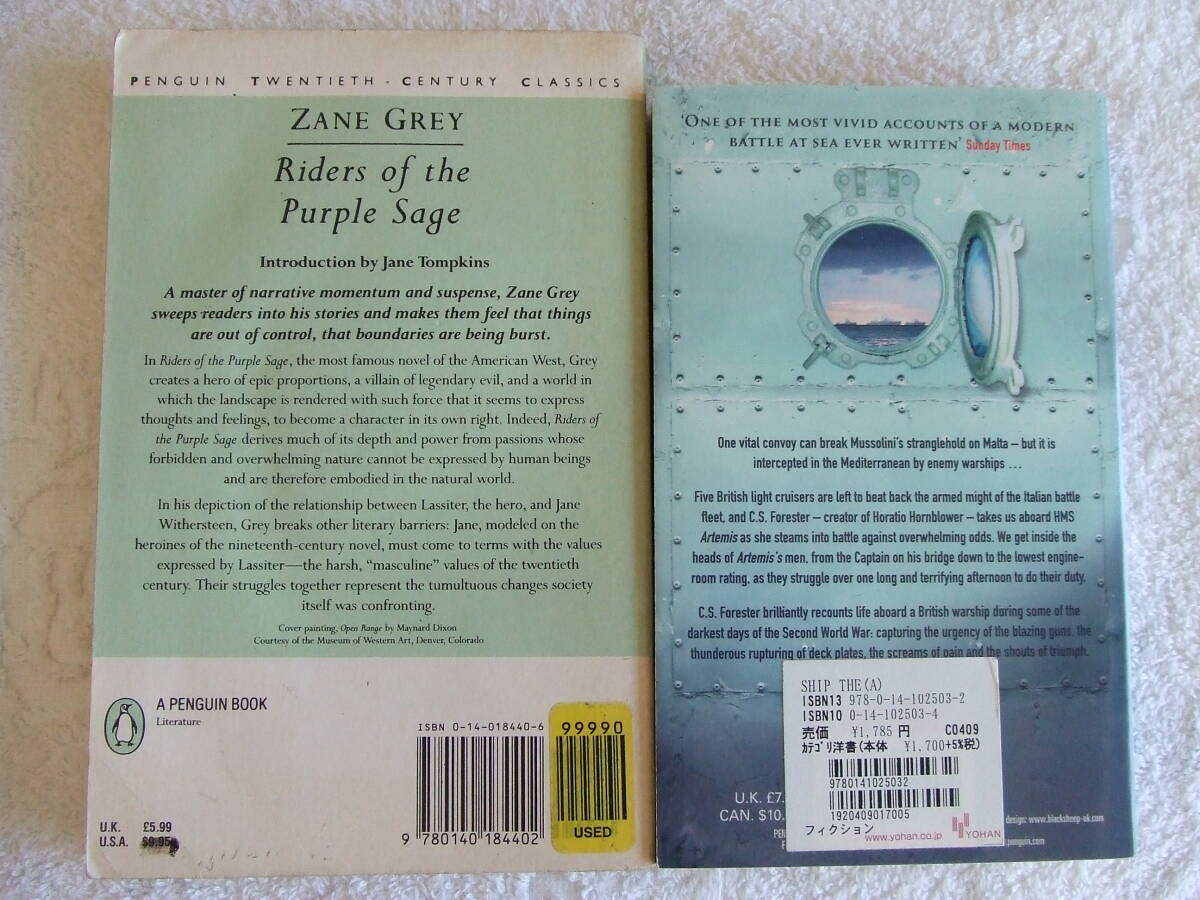 PENGUIN TWENTIETH-CENTURY CLASSICS
ZANE GREY
Riders of the
Purple Sage
Introduction by Jane Tompkins
A master of narrative momentum and suspense, Zane Grey
sweeps readers into his stories and makes them feel that things
are out of control, that boundaries are being burst.
In Riders of the Purple Sage, the most famous novel of the American West, Grey
creates a hero of epic proportions, a villain of legendary evil, and a world in
which the landscape is rendered with such force that it seems to express
thoughts and feelings, to become a character in its own right. Indeed, Riders of
the Purple Sage derives much of its depth and power from passions whose
forbidden and overwhelming nature cannot be expressed by human beings
and are therefore embodied in the natural world.
In his depiction of the relationship between Lassiter, the hero, and Jane
Withersteen, Grey breaks other literary barriers: Jane, modeled on the
heroines of the nineteenth-century novel, must come to terms with the values
expressed by Lassiter—the harsh, “masculine” values of the twentieth
century. Their struggles together represent the tumultuous changes society
itself was confronting.
Cover painting, Open Range by Maynard Dixon
Courtesy of the Museum of Western Art, Denver, Colorado
A PENGUIN BOOK
Literature
ISBN 0-14-018440-6
99990
9 780140 184402
USED
U.K. £5.99
U.S.A. $9.95
‘ONE OF THE MOST VIVID ACCOUNTS OF A MODERN
BATTLE AT SEA EVER WRITTEN’ Sunday Times
One vital convoy can break Mussolini's stranglehold on Malta – but it is
intercepted in the Mediterranean by enemy warships ...
Five British light cruisers are left to beat back the armed might of the Italian battle
fleet, and C.S. Forester – creator of Horatio Hornblower – takes us aboard HMS
Artemis as she steams into battle against overwhelming odds. We get inside the
heads of Artemis's men, from the Captain on his bridge down to the lowest engine-
room rating, as they struggle over one long and terrifying afternoon to do their duty.
C.S. Forester brilliantly recounts life aboard a British warship during some of the
darkest days of the Second World War: capturing the urgency of the blazing guns, the
thunderous rupturing of deck plates, the screams of pain and the shouts of triumph.
SHIP THE(A)
ISBN13 978-0-14-102503-2
ISBN10 0-14-102503-4
売価 ¥1,785 円 C0409
ｶﾃｺﾞﾘ洋書(本体 ¥1,700+5%税)
9780141025032
1920409017005
フィクション www.yohan.co.jp YOHAN
U.K. £7.
CAN. $10.
PEN
design: www.blacksheep-uk.com
penguin.com